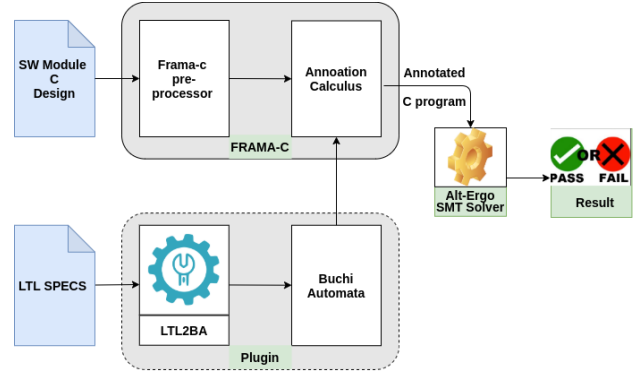 SW Module
C
Design
Frama-c
pre-
processor
Annoation
Calculus
FRAMA-C
Annotated
C program
Alt-Ergo
SMT Solver
OR
PASS
FAIL
Result
LTL SPECS
LTL2BA
Buchi
Automata
Plugin